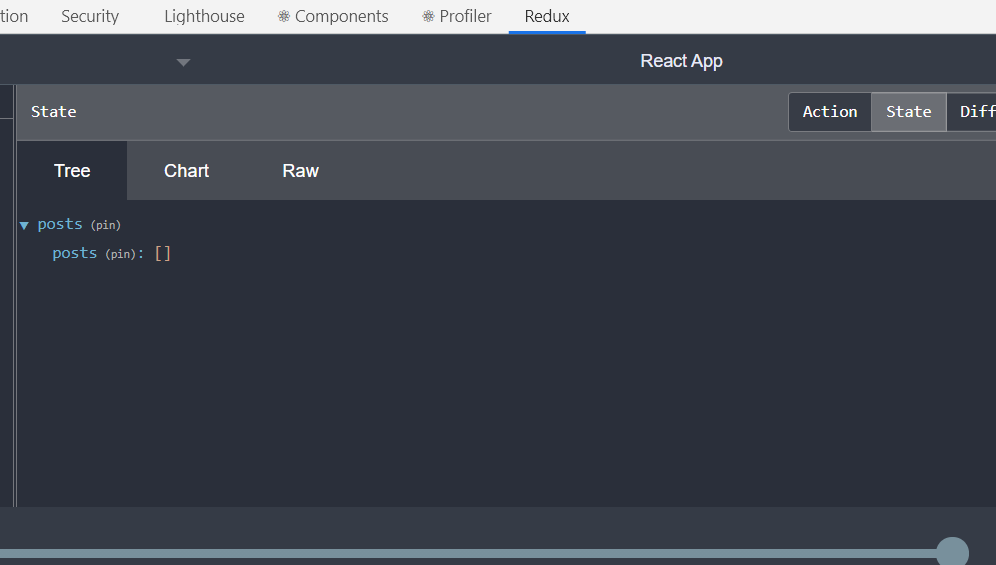 tion Security Lighthouse Components Profiler Redux
React App
State Action State Diff
Tree Chart Raw
posts (pin)
posts (pin): []